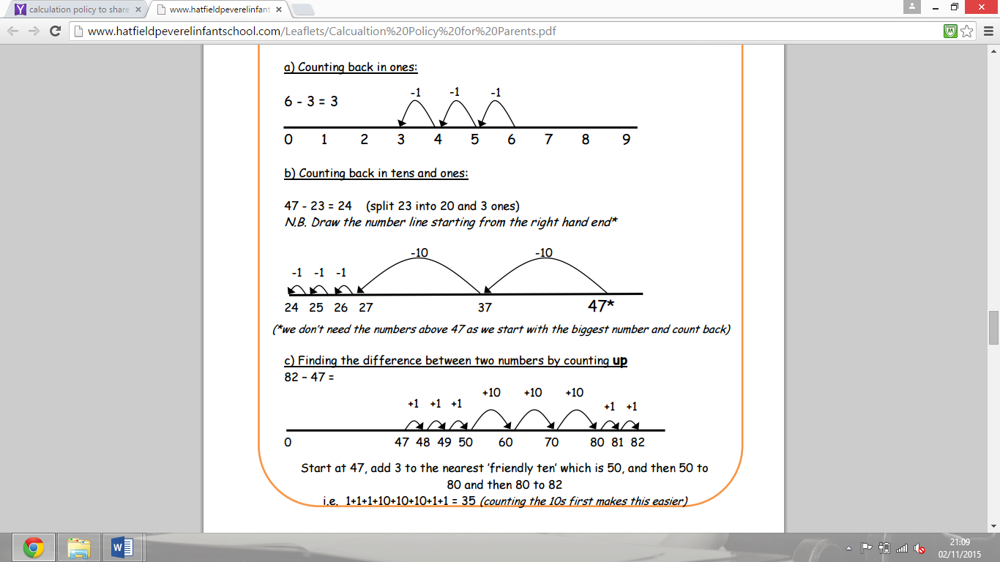 calculation policy to share
www.hatfieldpeverelinfant
www.hatfieldpeverelinfantschool.com/Leaflets/Calcualtion%20Policy%20for%20Parents.pdf
a) Counting back in ones:
-1 -1 -1
6 - 3 = 3
0 1 2 3 4 5 6 7 8 9
b) Counting back in tens and ones:
47 - 23 = 24 (split 23 into 20 and 3 ones)
N.B. Draw the number line starting from the right hand end*
-10 -10
-1 -1 -1
24 25 26 27 37 47*
(*we don't need the numbers above 47 as we start with the biggest number and count back)
c) Finding the difference between two numbers by counting up
82 – 47 =
+10 +10 +10
+1 +1 +1 +1 +1
0 47 48 49 50 60 70 80 81 82
Start at 47, add 3 to the nearest 'friendly ten' which is 50, and then 50 to
80 and then 80 to 82
i.e. 1+1+1+10+10+10+1+1 = 35 (counting the 10s first makes this easier)
21:09
02/11/2015